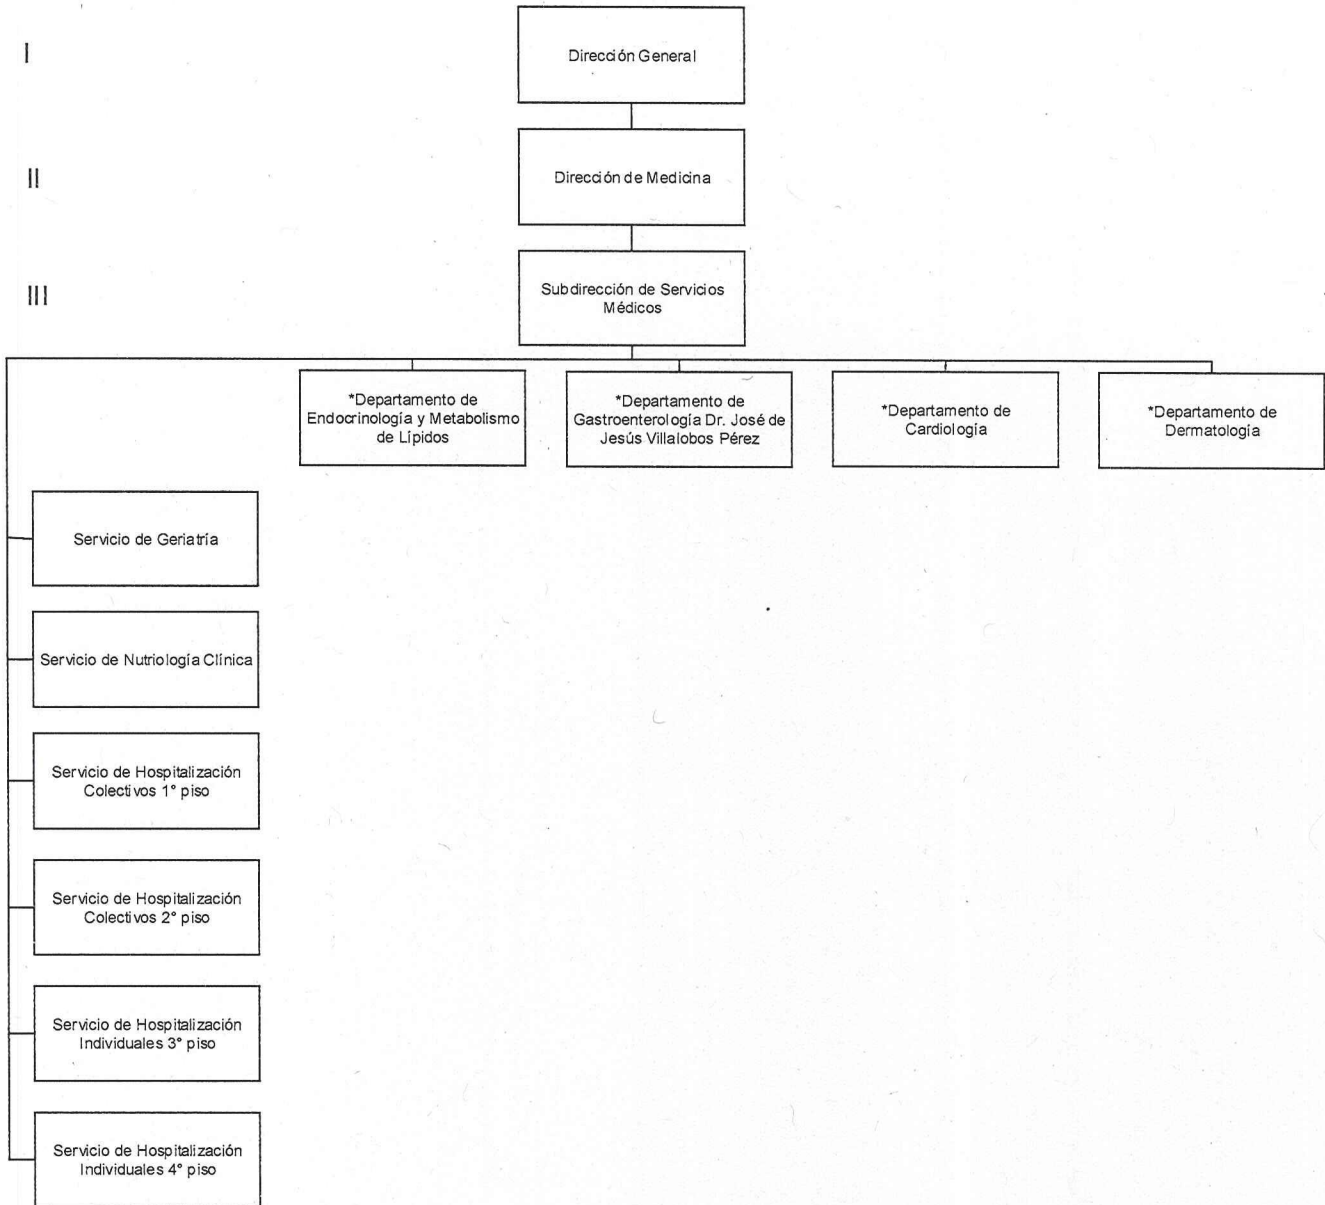 I
Dirección General
II
Dirección de Medicina
III
Subdirección de Servicios
Médicos
*Departamento de
Endocrinología y Metabolismo
de Lípidos
*Departamento de
Gastroenterología Dr. José de
Jesús Villalobos Pérez
*Departamento de
Cardiología
*Departamento de
Dermatología
Servicio de Geriatría
Servicio de Nutriología Clínica
Servicio de Hospitalización
Colectivos 1° piso
Servicio de Hospitalización
Colectivos 2° piso
Servicio de Hospitalización
Individuales 3° piso
Servicio de Hospitalización
Individuales 4° piso